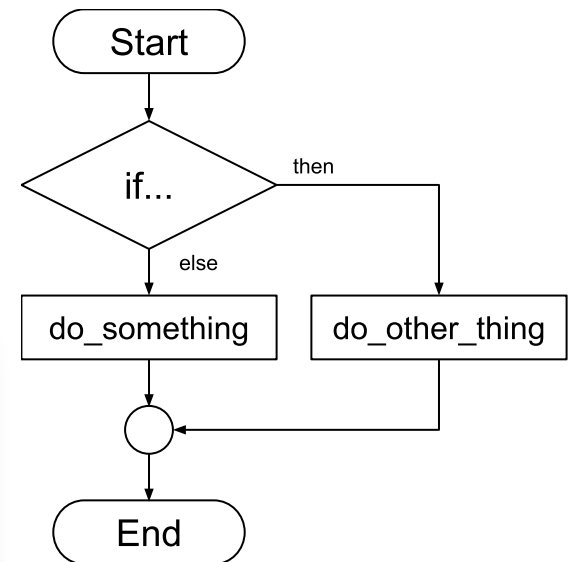 Start
if...
then
else
do_something
do_other_thing
End